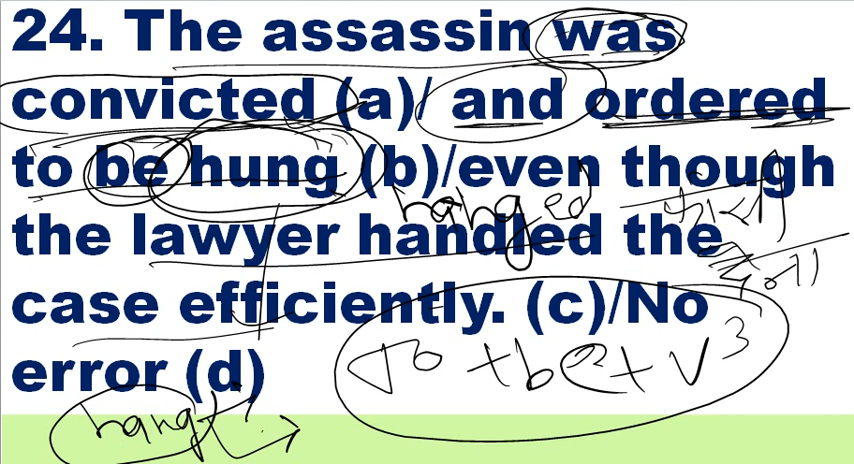 24. The assassin was
convicted (a)/ and ordered
to be hung (b)/even though
hanged
the lawyer handled the
case efficiently. (c)/No
error (d)
to + be + V3
hang